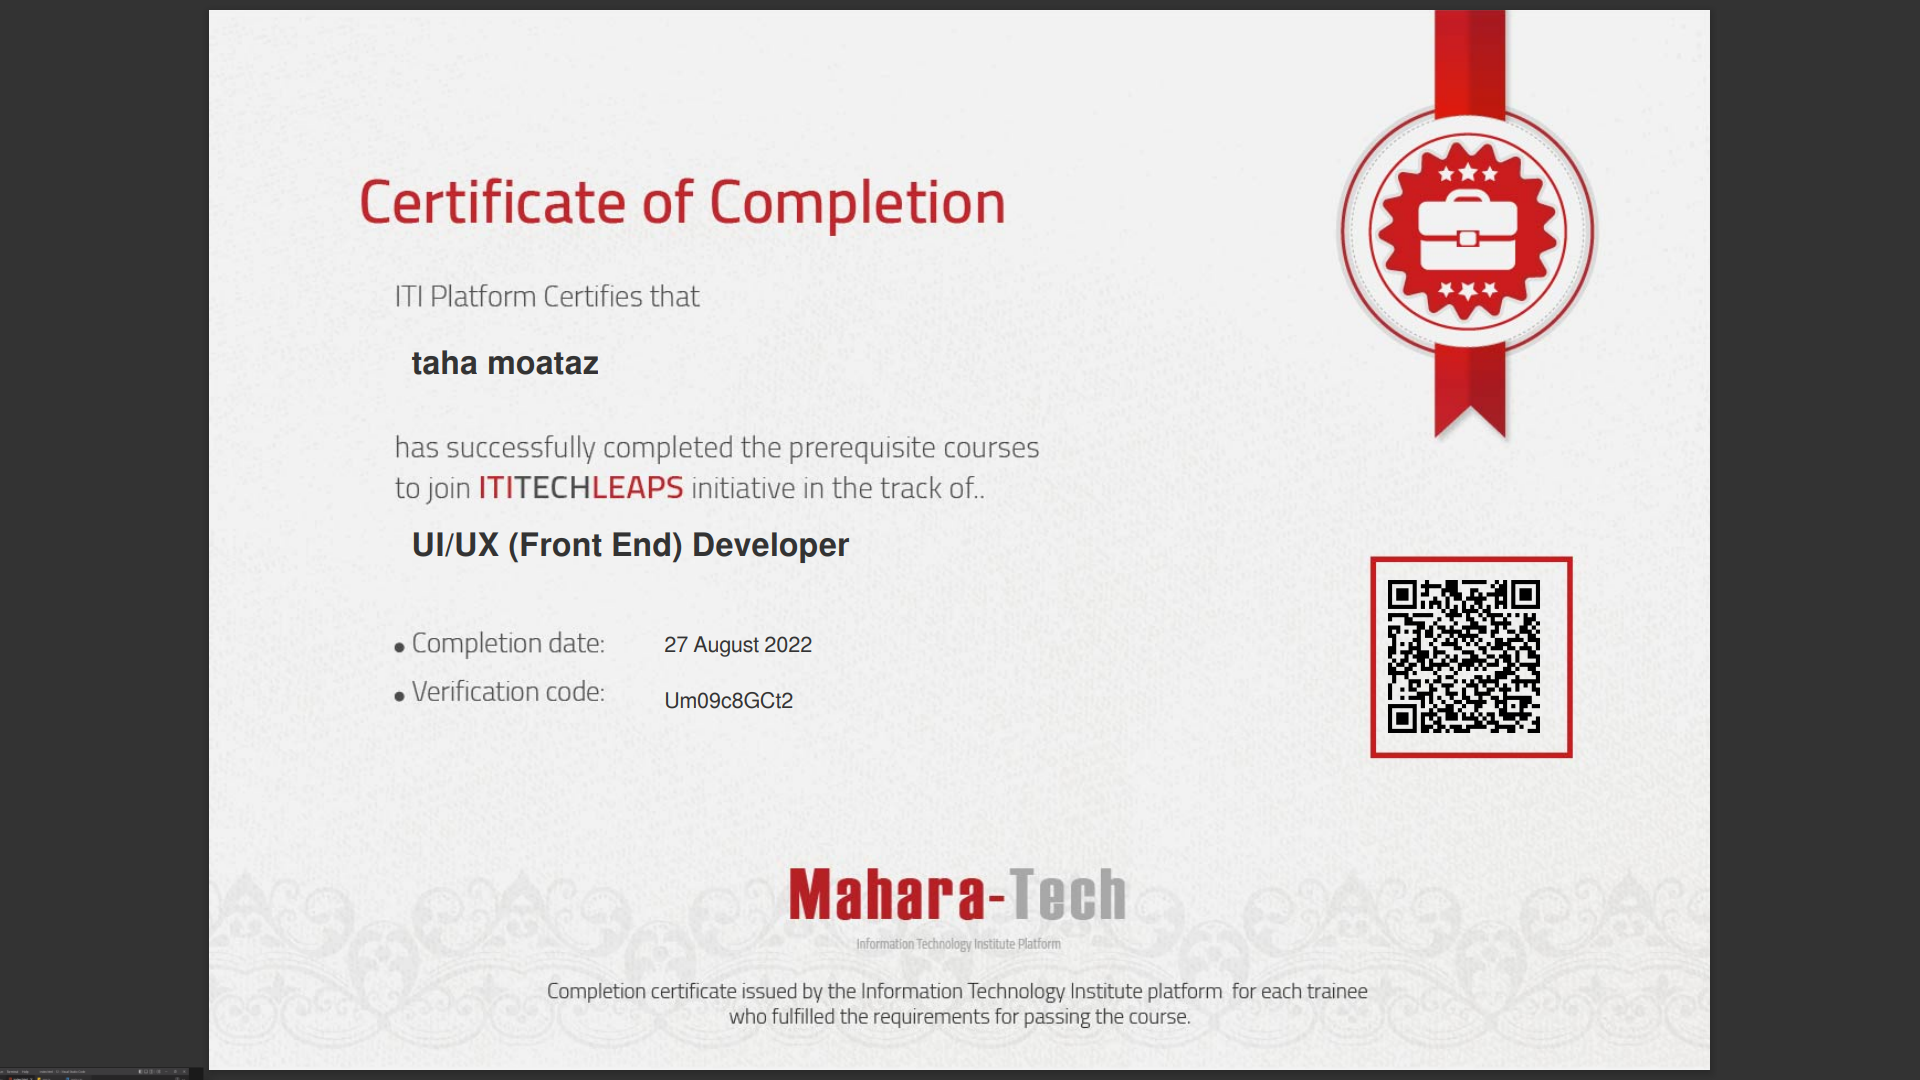 Certificate of Completion
ITI Platform Certifies that
taha moataz
has successfully completed the prerequisite courses
to join ITITECHLEAPS initiative in the track of..
UI/UX (Front End) Developer
• Completion date: 27 August 2022
• Verification code: Um09c8GCt2
Mahara-Tech
Information Technology Institute Platform
Completion certificate issued by the Information Technology Institute platform for each trainee
who fulfilled the requirements for passing the course.